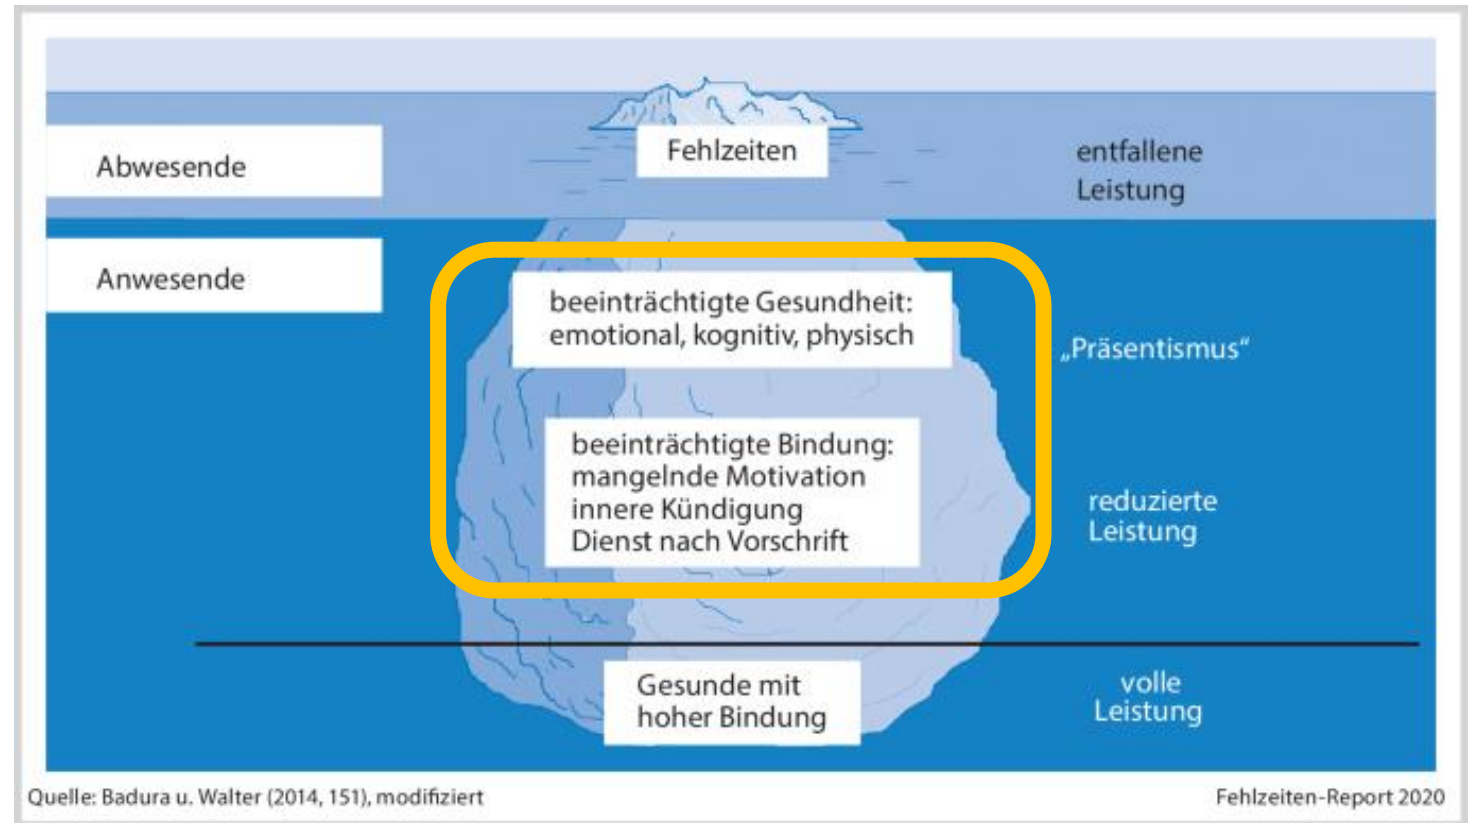 Abwesende
Fehlzeiten
entfallene
Leistung
Anwesende
beeinträchtigte Gesundheit:
emotional, kognitiv, physisch
„Präsentismus“
beeinträchtigte Bindung:
mangelnde Motivation
innere Kündigung
Dienst nach Vorschrift
reduzierte
Leistung
Gesunde mit
hoher Bindung
volle
Leistung
Quelle: Badura u. Walter (2014, 151), modifiziert
Fehlzeiten-Report 2020